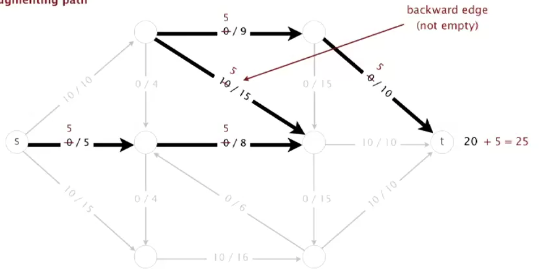 augmenting path
backward edge
(not empty)
5
0 / 9
5
10 / 15
5
0 / 10
10 / 10
0 / 4
0 / 15
5
0 / 5
5
0 / 8
s
10 / 10
t
20 + 5 = 25
10 / 15
0 / 4
0 / 6
0 / 15
10 / 10
10 / 16